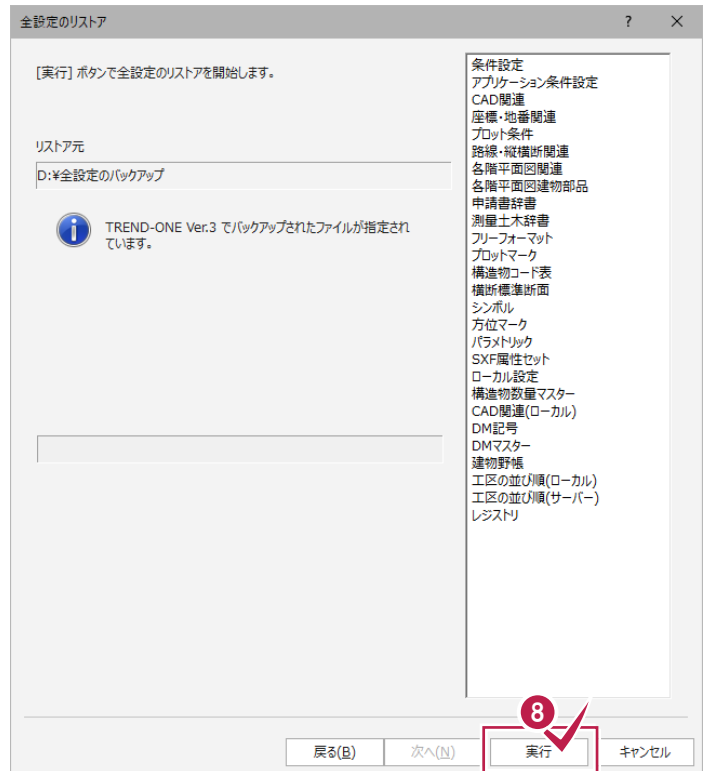 全設定のリストア
? ×
[実行] ボタンで全設定のリストアを開始します。
リストア元
D:¥全設定のバックアップ
TREND-ONE Ver.3 でバックアップされたファイルが指定され
ています。
条件設定
アプリケーション条件設定
CAD関連
座標・地番関連
プロット条件
路線・縦横断関連
各階平面図関連
各階平面図建物部品
申請書辞書
測量土木辞書
フリーフォーマット
プロットマーク
構造物コード表
横断標準断面
シンボル
方位マーク
パラメトリック
SXF属性セット
ローカル設定
構造物数量マスター
CAD関連(ローカル)
DM記号
DMマスター
建物野帳
工区の並び順(ローカル)
工区の並び順(サーバー)
レジストリ
8
戻る(B) 次へ(N) 実行 キャンセル